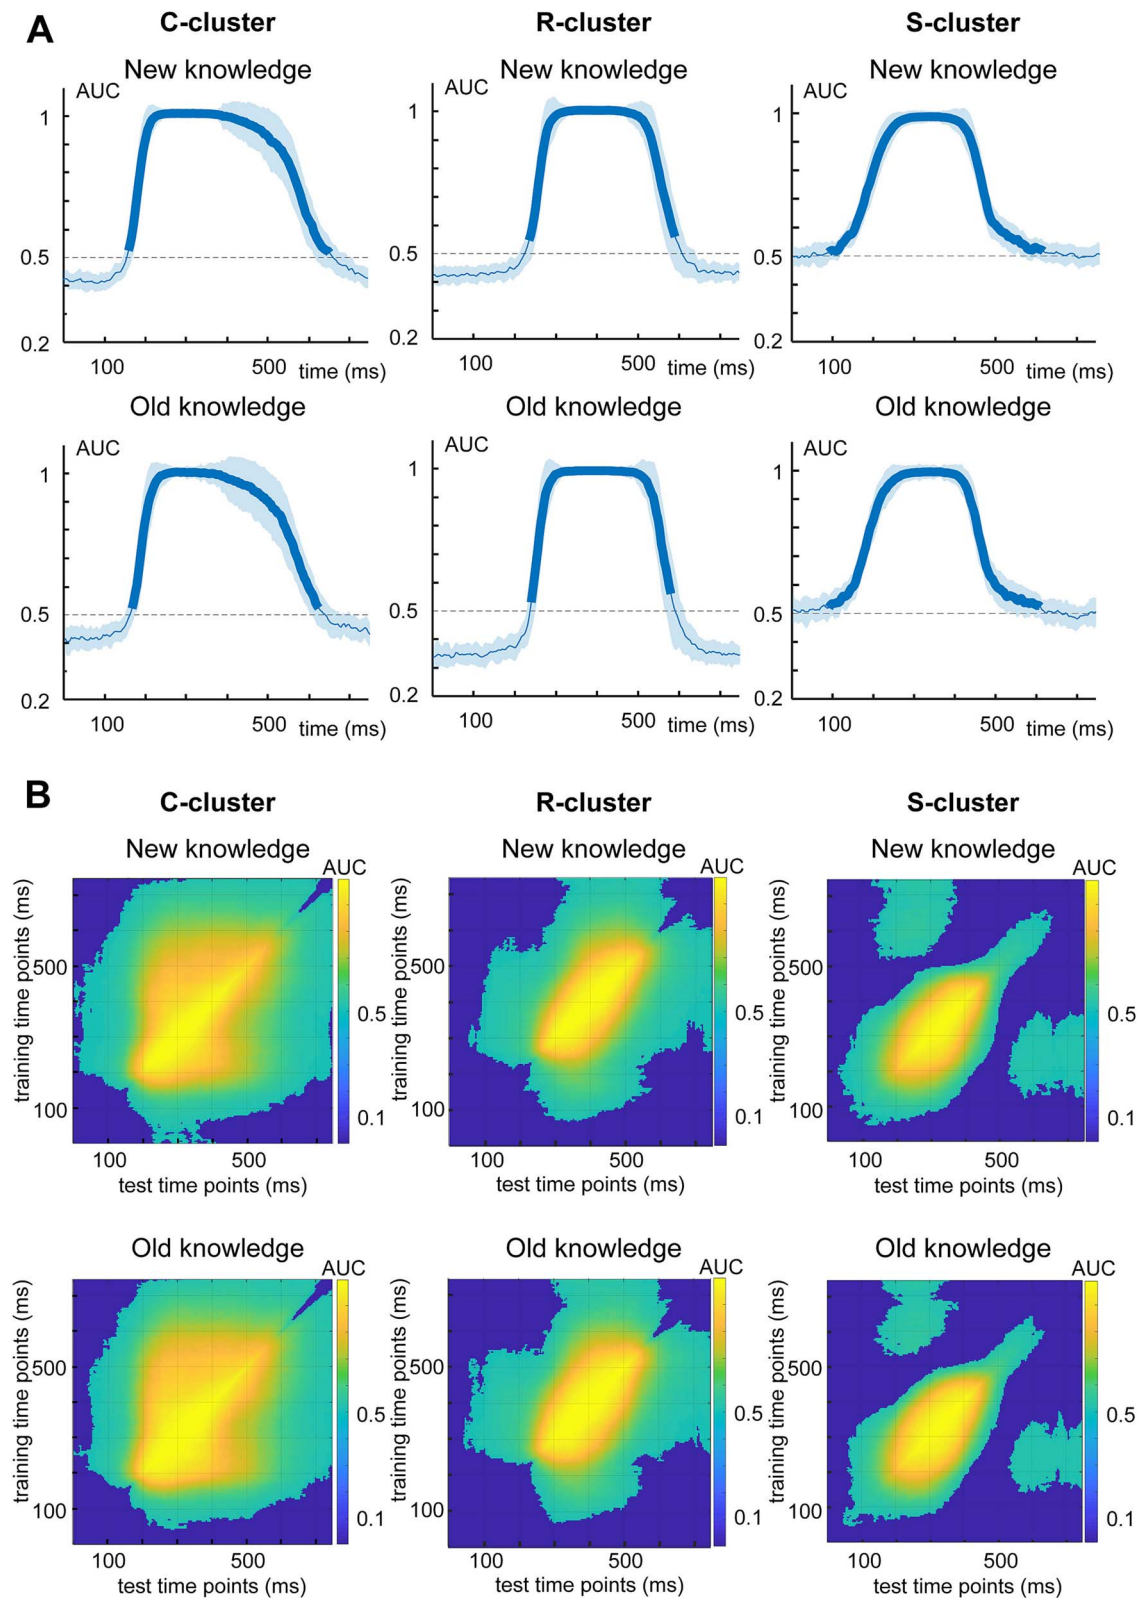 A
C-cluster R-cluster S-cluster
New knowledge New knowledge New knowledge
AUC AUC AUC
1 1 1
0.5 0.5 0.5
0.2 0.2 0.2
100 500 time (ms) 100 500 time (ms) 100 500 time (ms)
Old knowledge Old knowledge Old knowledge
AUC AUC AUC
1 1 1
0.5 0.5 0.5
0.2 0.2 0.2
100 500 time (ms) 100 500 time (ms) 100 500 time (ms)
B
C-cluster R-cluster S-cluster
New knowledge New knowledge New knowledge
AUC AUC AUC
training time points (ms) training time points (ms) training time points (ms)
500 500 500
0.5 0.5 0.5
100 100 100
0.1 0.1 0.1
100 500 100 500 100 500
test time points (ms) test time points (ms) test time points (ms)
Old knowledge Old knowledge Old knowledge
AUC AUC AUC
training time points (ms) training time points (ms) training time points (ms)
500 500 500
0.5 0.5 0.5
100 100 100
0.1 0.1 0.1
100 500 100 500 100 500
test time points (ms) test time points (ms) test time points (ms)